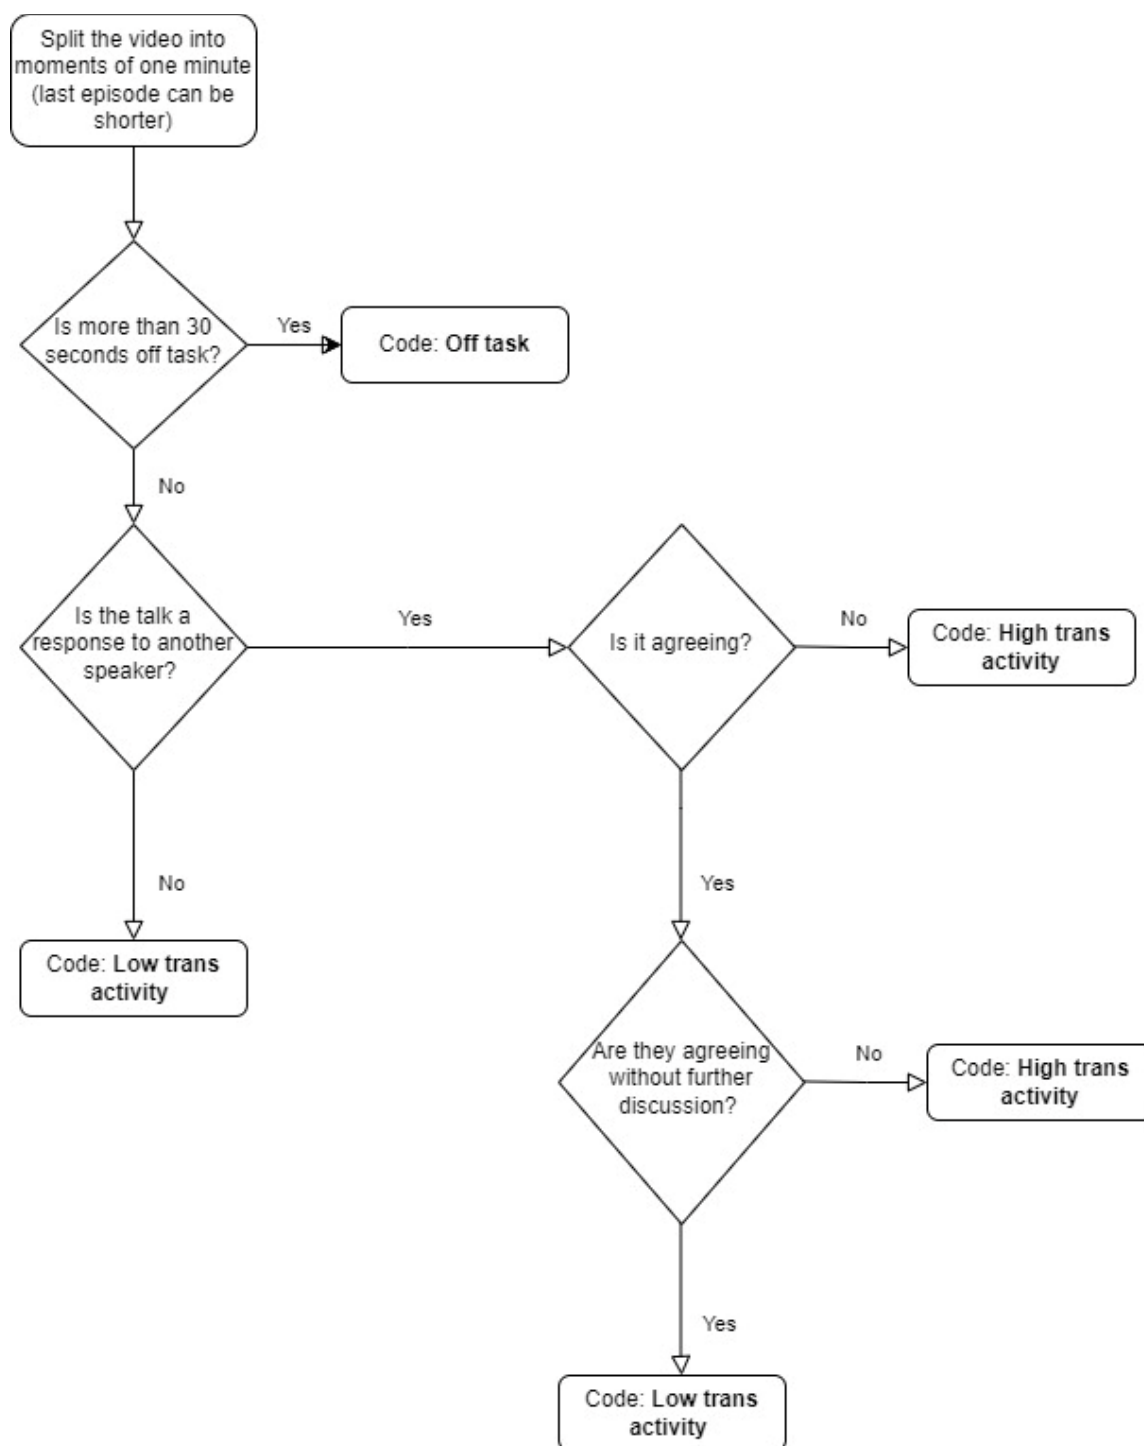 Split the video into
moments of one minute
(last episode can be
shorter)
Is more than 30
seconds off task?
Yes
Code: Off task
No
Is the talk a
response to another
speaker?
Yes
Is it agreeing?
No
Code: High trans
activity
No
Code: Low trans
activity
Yes
Are they agreeing
without further
discussion?
No
Code: High trans
activity
Yes
Code: Low trans
activity